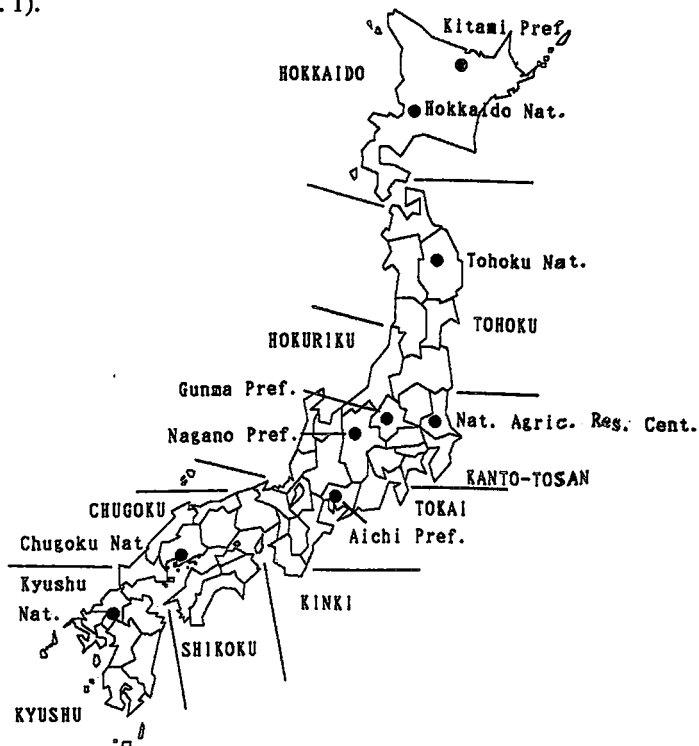 . 1).
Kitami Pref
HOKKAIDO
Hokkaido Nat.
Tohoku Nat.
TOHOKU
HOKURIKU
Gunma Pref.
Nat. Agric. Res. Cent.
Nagano Pref.
KANTO-TOSAN
TOKAI
CHUGOKU
Aichi Pref.
Chugoku Nat
Kyushu
Nat.
KINKI
SHIKOKU
KYUSHU